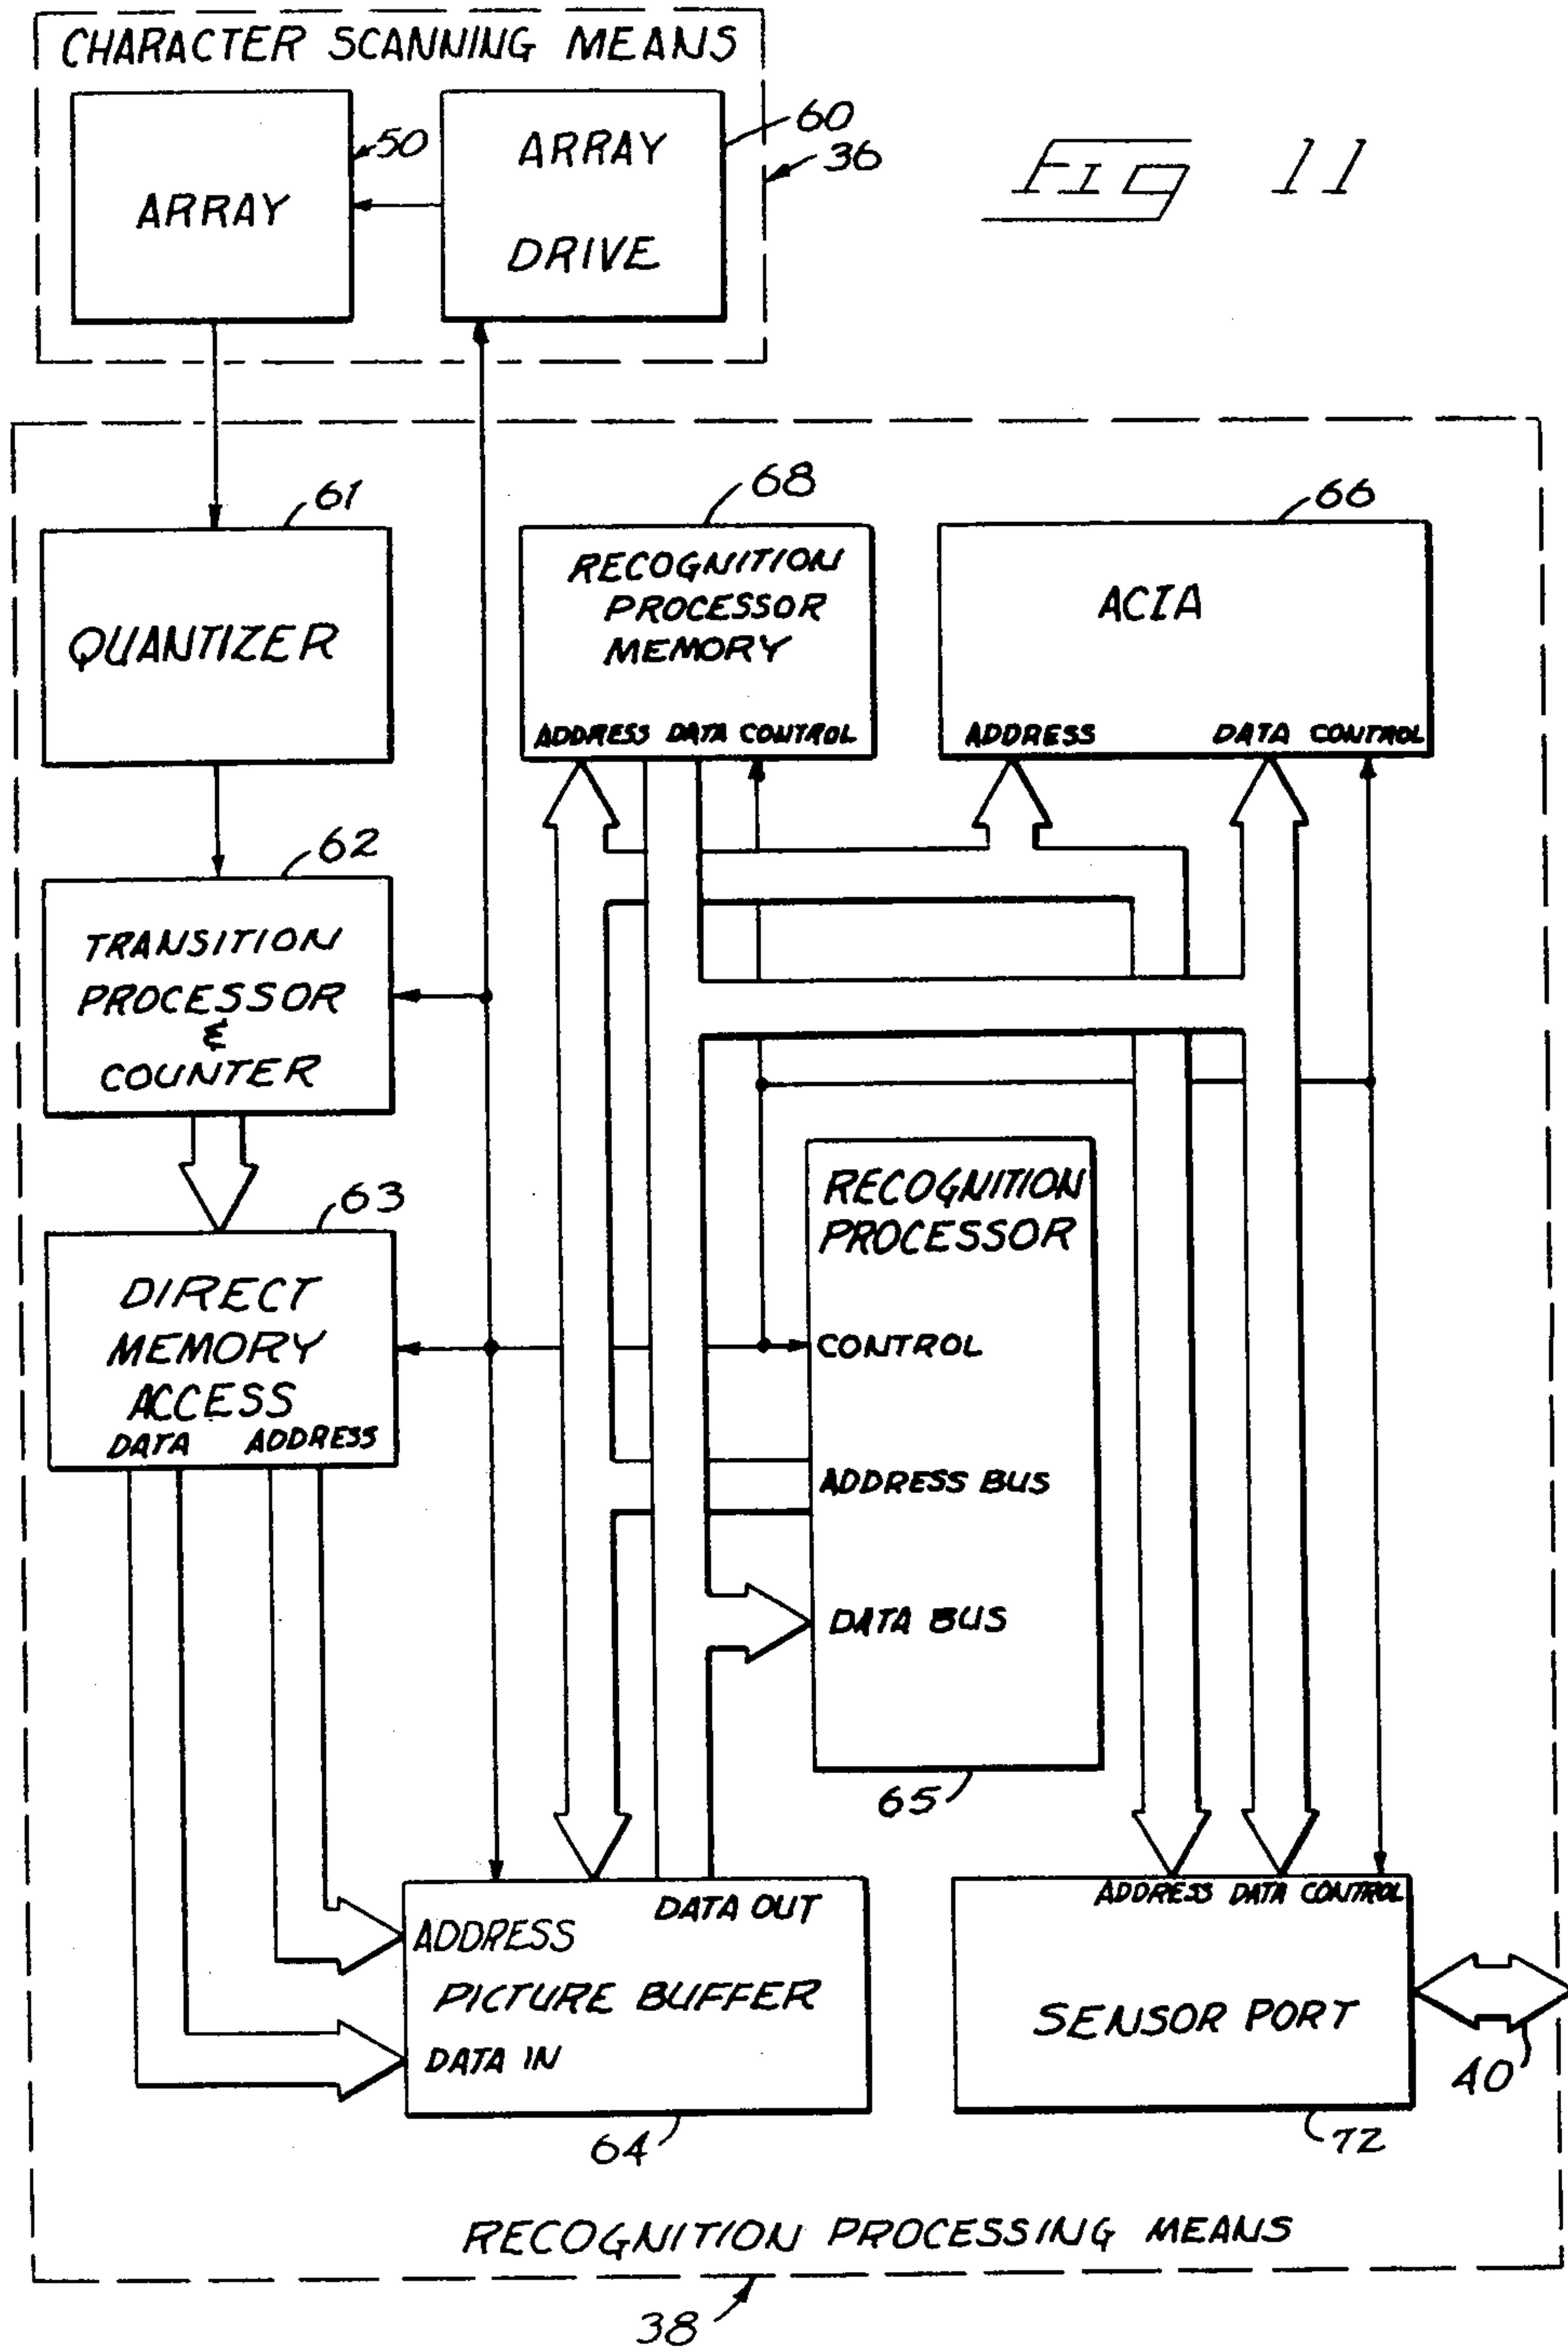 CHARACTER SCANNING MEANS
50
60
36
FIG 11
ARRAY
ARRAY
DRIVE
61
68
66
QUANTIZER
RECOGNITION
PROCESSOR
MEMORY
ADDRESS DATA CONTROL
ACIA
ADDRESS DATA CONTROL
62
TRANSITION
PROCESSOR
&
COUNTER
63
DIRECT
MEMORY
ACCESS
DATA ADDRESS
RECOGNITION
PROCESSOR
CONTROL
ADDRESS BUS
DATA BUS
65
DATA OUT
ADDRESS
PICTURE BUFFER
DATA IN
64
ADDRESS DATA CONTROL
SENSOR PORT
40
72
RECOGNITION PROCESSING MEANS
38